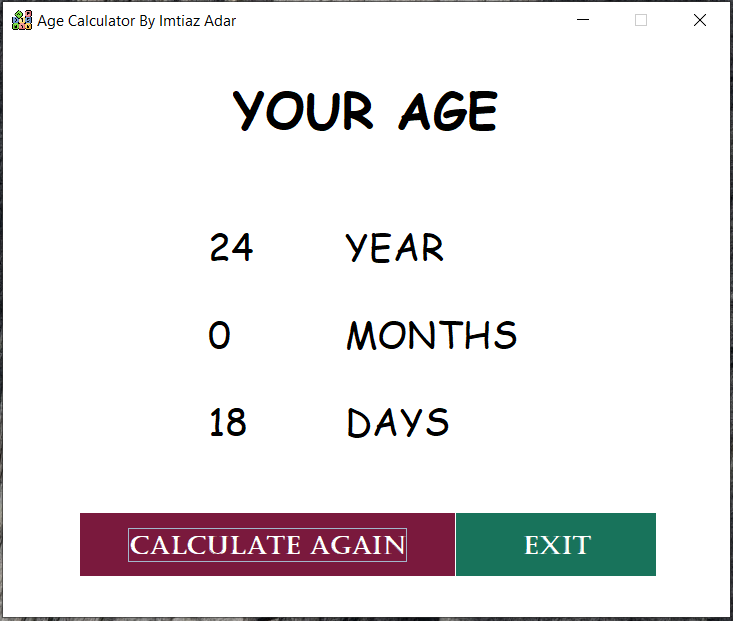 Age Calculator By Imtiaz Adar
YOUR AGE
24 YEAR
0 MONTHS
18 DAYS
CALCULATE AGAIN EXIT